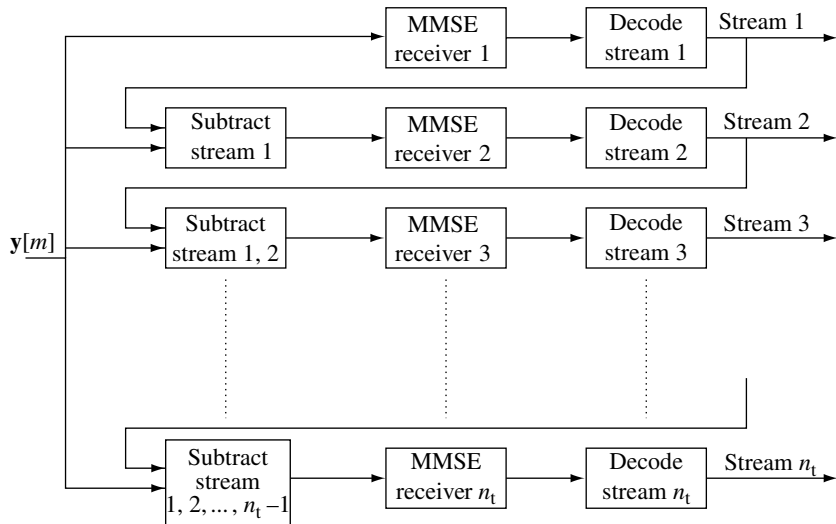 MMSE
receiver 1
Decode
stream 1
Stream 1
Subtract
stream 1
MMSE
receiver 2
Decode
stream 2
Stream 2
y[m]
Subtract
stream 1, 2
MMSE
receiver 3
Decode
stream 3
Stream 3
Subtract
stream
1, 2, ... , nt –1
MMSE
receiver nt
Decode
stream nt
Stream nt